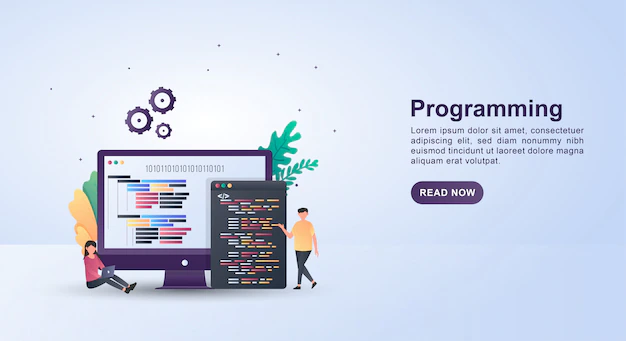 1010110101011010101101
</>
Programming
Lorem ipsum dolor sit amet, consectetuer
adipiscing elit, sed diam nonummy nibh euismod
tincidunt ut laoreet dolore magna
aliquam erat volutpat.
READ NOW